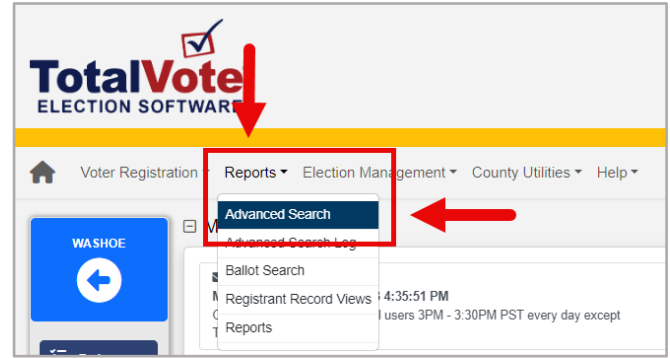 TotalVote
ELECTION SOFTWARE
Voter Registration Reports Election Management County Utilities Help
WASHOE
Advanced Search
Advanced Search Log
Ballot Search
Registrant Record Views
Reports
4:35:51 PM
users 3PM - 3:30PM PST every day except